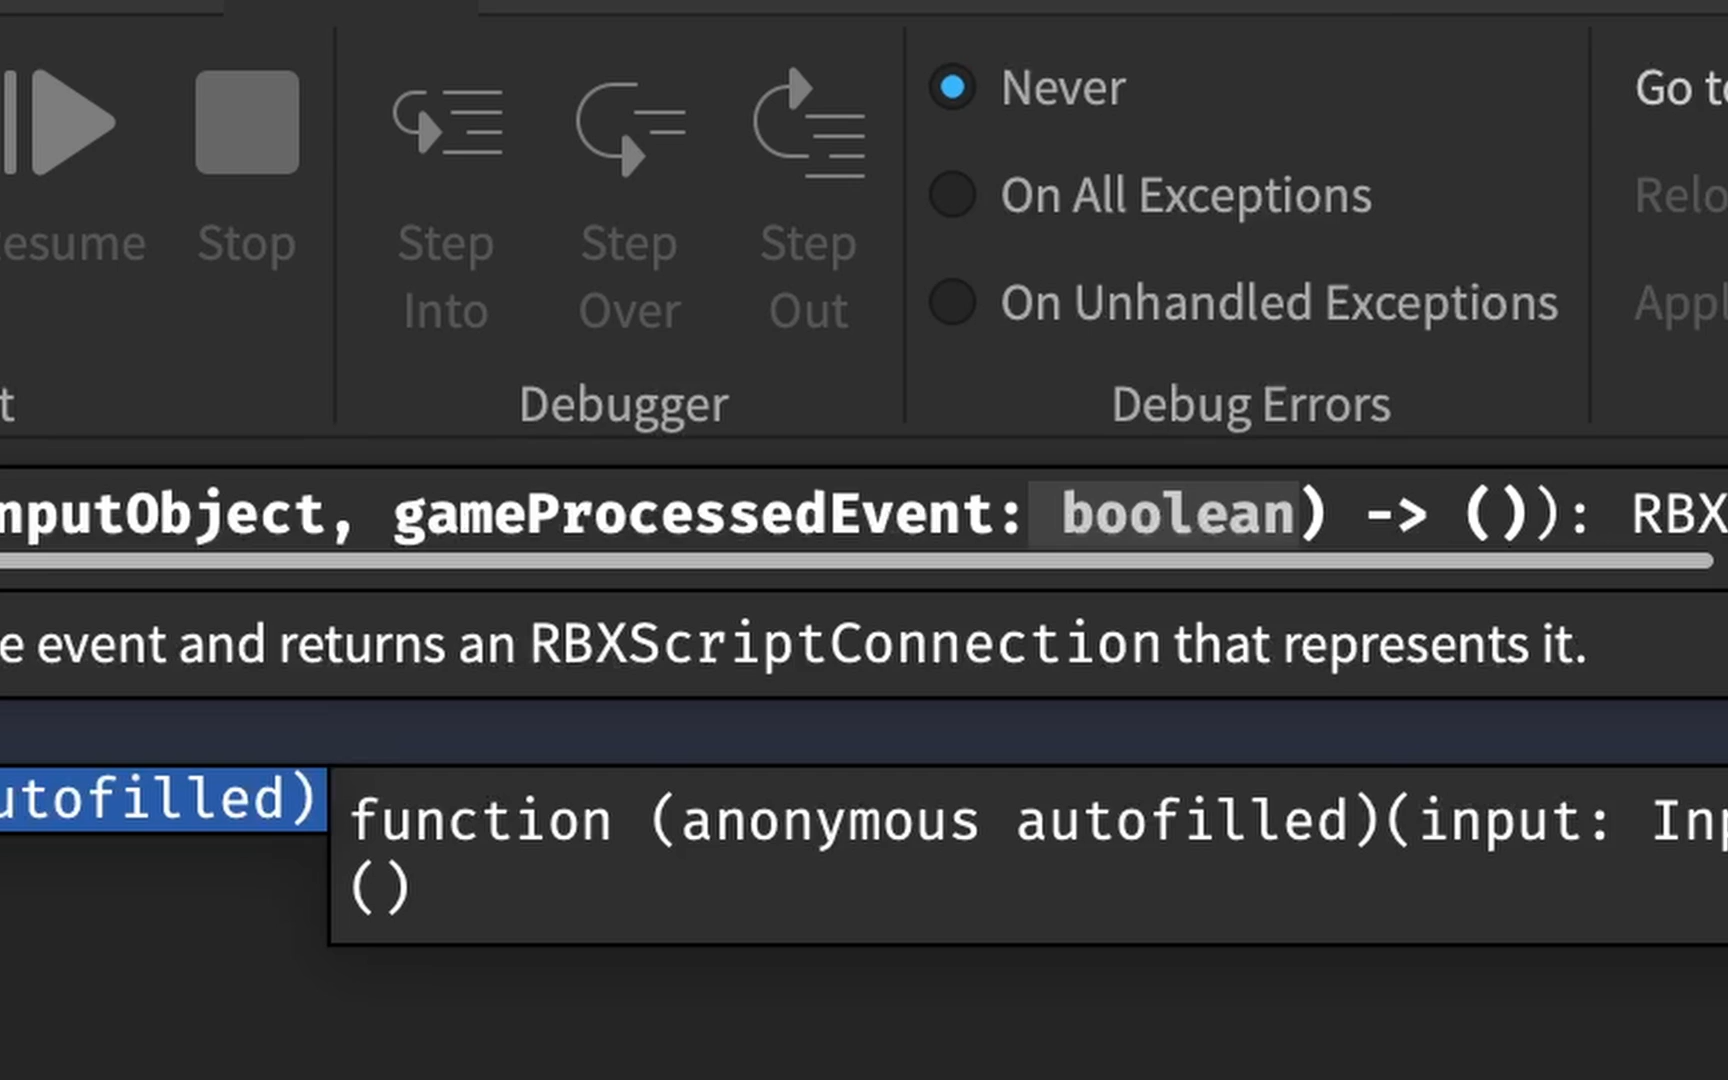 Never
Go to
On All Exceptions
Relo
esume
Stop
Step Into
Step Over
Step Out
On Unhandled Exceptions
Appl
t
Debugger
Debug Errors
nputObject, gameProcessedEvent: boolean) -> ()): RBX
e event and returns an RBXScriptConnection that represents it.
utofilled)
function (anonymous autofilled)(input: Inp
()